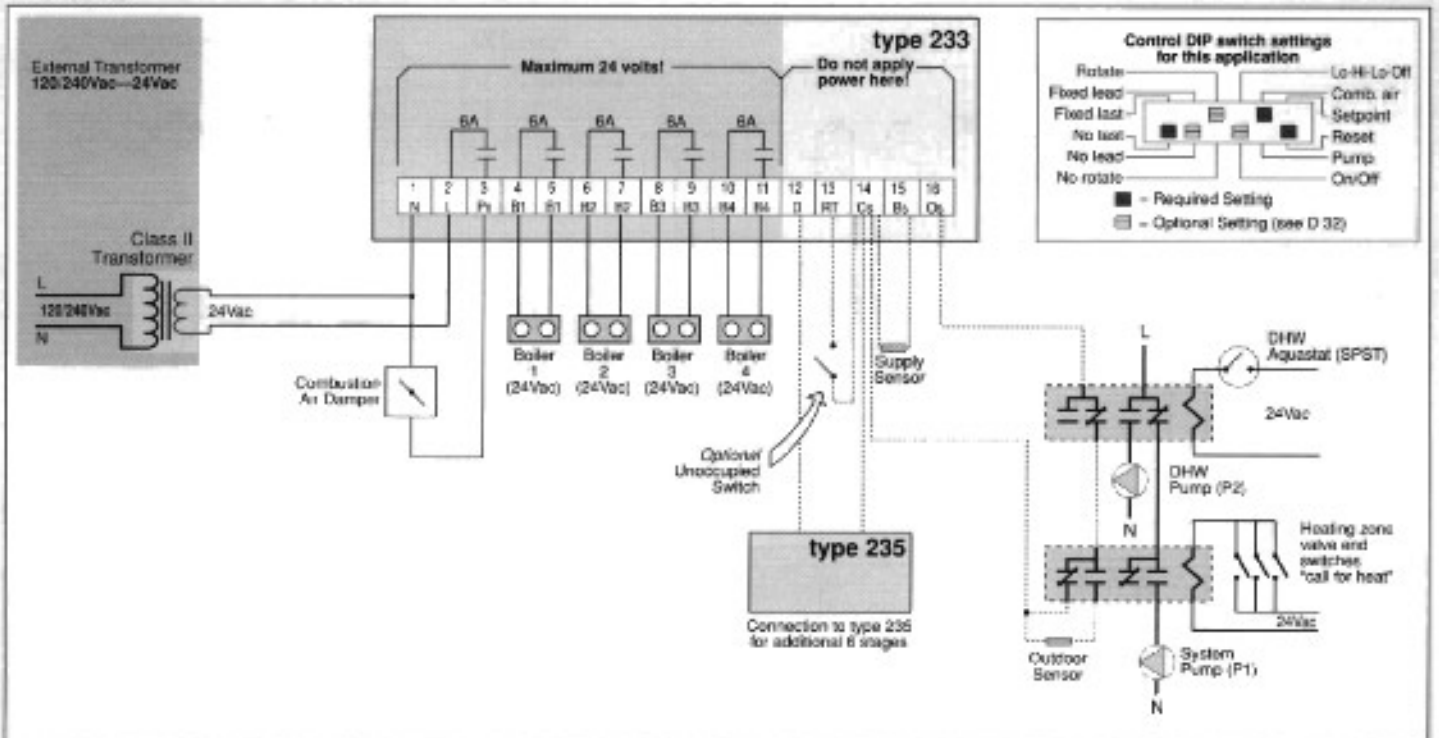 External Transformer
120/240Vac—24Vac
Class II
Transformer
L
120/240Vac
N
24Vac
type 233
Maximum 24 volts!
Do not apply
power here!
6A 6A 6A 6A 6A
1 2 3 4 5 6 7 8 9 10 11 12 13 14 15 16
N L B1 B1 B2 B2 B3 B3 B4 B4 D RT Bs Os
Combustion
Air Damper
Boiler
1
(24Vac)
Boiler
2
(24Vac)
Boiler
3
(24Vac)
Boiler
4
(24Vac)
Optional
Unoccupied
Switch
Supply
Sensor
type 235
Connection to type 235
for additional 6 stages
Control DIP switch settings
for this application
Rotate
Fixed lead
Fixed last
No last
No lead
No rotate
Lo-Hi-Lo-Off
Comb. air
Setpoint
Reset
Pump
On/Off
= Required Setting
= Optional Setting (see D 32)
L
DHW
Aquastat (SPST)
24Vac
DHW
Pump (P2)
N
Heating zone
valve end
switches
"call for heat"
24Vac
Outdoor
Sensor
System
Pump (P1)
N